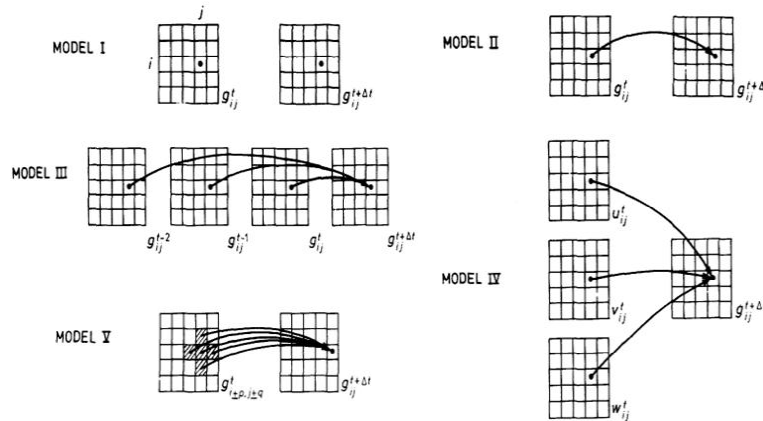 j
MODEL I
i
g^t_ij
g^{t+Δt}_ij
MODEL II
g^t_ij
g^{t+Δ}_ij
MODEL III
g^{t-2}_ij
g^{t-1}_ij
g^t_ij
g^{t+Δt}_ij
u^t_ij
MODEL IV
v^t_ij
g^{t+Δ}_ij
w^t_ij
MODEL V
g^t_{i±p,j±q}
g^{t+Δt}_ij